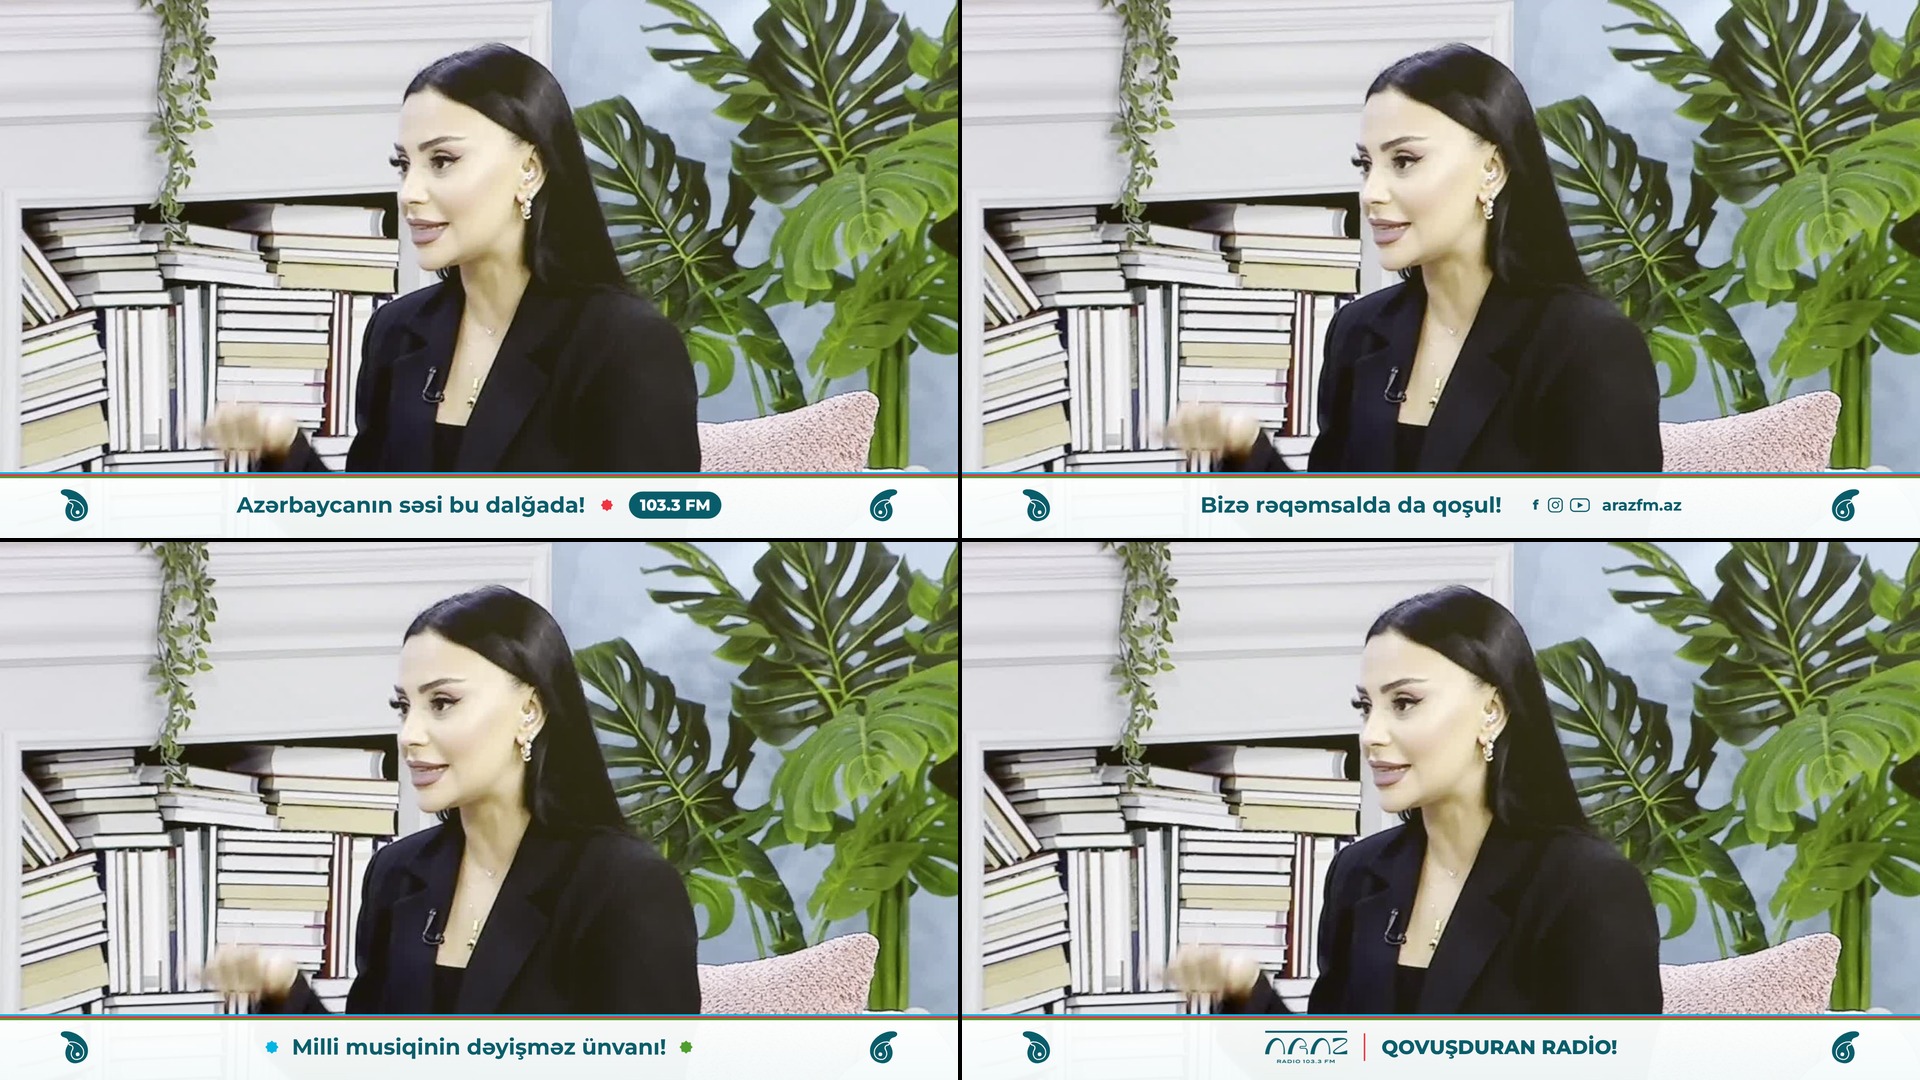 Azərbaycanın səsi bu dalğada! 103.3 FM
Bizə rəqəmsalda da qoşul! arazfm.az
Milli musiqinin dəyişməz ünvanı!
ARAZ
RADIO 103.3 FM
QOVUŞDURAN RADİO!